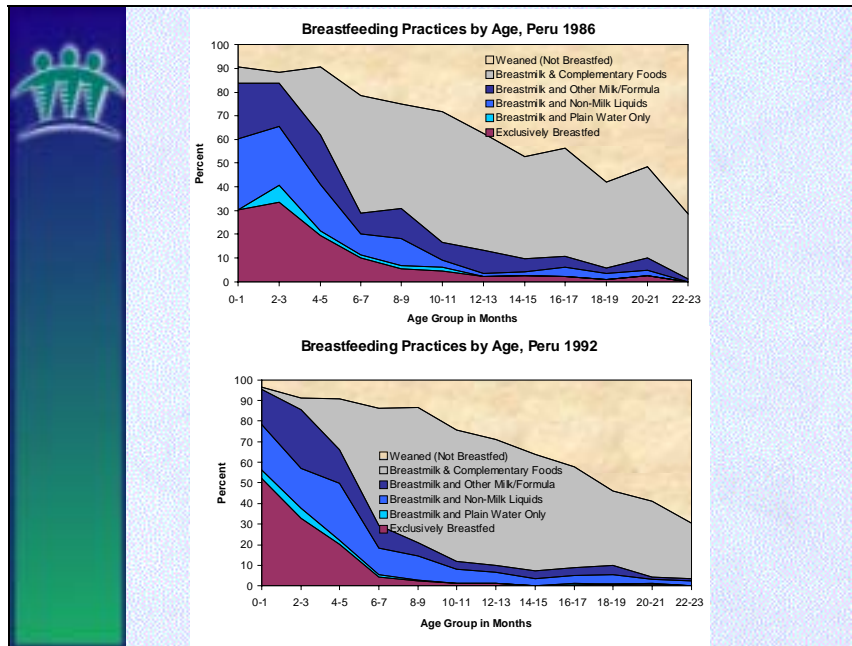 Breastfeeding Practices by Age, Peru 1986
100
90
80
70
60
50
40
30
20
10
0
Percent
Weaned (Not Breastfed)
Breastmilk & Complementary Foods
Breastmilk and Other Milk/Formula
Breastmilk and Non-Milk Liquids
Breastmilk and Plain Water Only
Exclusively Breastfed
0-1 2-3 4-5 6-7 8-9 10-11 12-13 14-15 16-17 18-19 20-21 22-23
Age Group in Months
Breastfeeding Practices by Age, Peru 1992
100
90
80
70
60
50
40
30
20
10
0
Percent
Weaned (Not Breastfed)
Breastmilk & Complementary Foods
Breastmilk and Other Milk/Formula
Breastmilk and Non-Milk Liquids
Breastmilk and Plain Water Only
Exclusively Breastfed
0-1 2-3 4-5 6-7 8-9 10-11 12-13 14-15 16-17 18-19 20-21 22-23
Age Group in Months